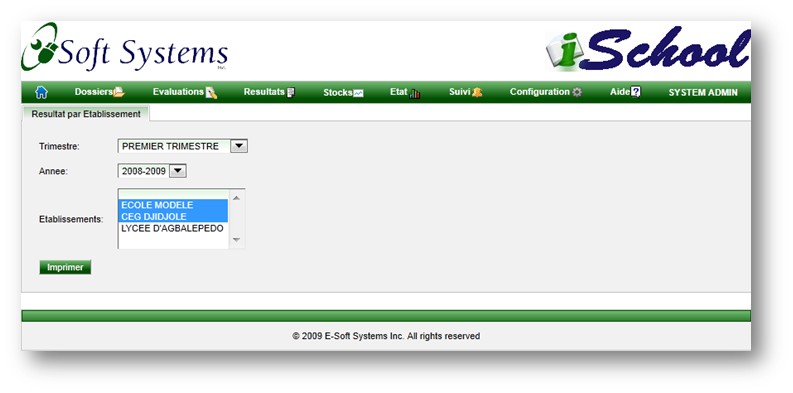 Soft Systems
iSchool
Dossiers Evaluations Resultats Stocks Etat Suivi Configuration Aide SYSTEM ADMIN
Resultat par Etablissement
Trimestre: PREMIER TRIMESTRE
Annee: 2008-2009
ECOLE MODELE
CEG DJIDJOLE
Etablissements: LYCEE D'AGBALEPEDO
Imprimer
© 2009 E-Soft Systems Inc. All rights reserved